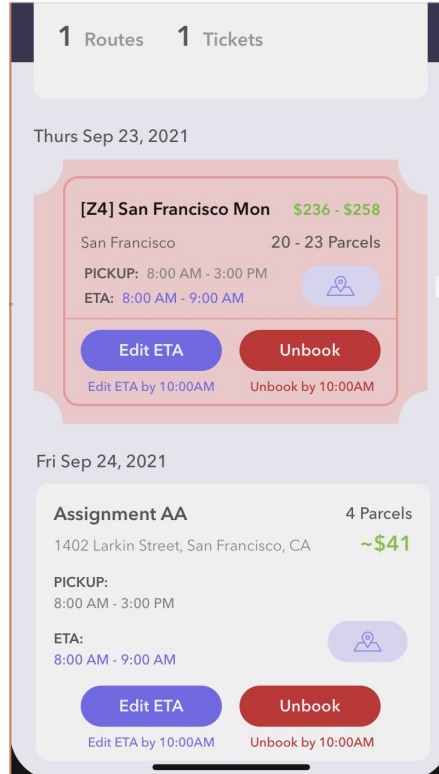 1 Routes 1 Tickets
Thurs Sep 23, 2021
[Z4] San Francisco Mon $236 - $258
San Francisco 20 - 23 Parcels
PICKUP: 8:00 AM - 3:00 PM
ETA: 8:00 AM - 9:00 AM
Edit ETA Unbook
Edit ETA by 10:00AM Unbook by 10:00AM
Fri Sep 24, 2021
Assignment AA 4 Parcels
1402 Larkin Street, San Francisco, CA ~$41
PICKUP:
8:00 AM - 3:00 PM
ETA:
8:00 AM - 9:00 AM
Edit ETA Unbook
Edit ETA by 10:00AM Unbook by 10:00AM